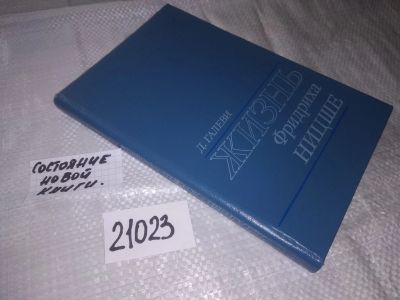 Д. ГАЛЕВИ
ЖИЗНЬ
Фридриха
НИЦШЕ
СОСТОЯНИЕ
НОВОЙ
КНИГИ.
21023